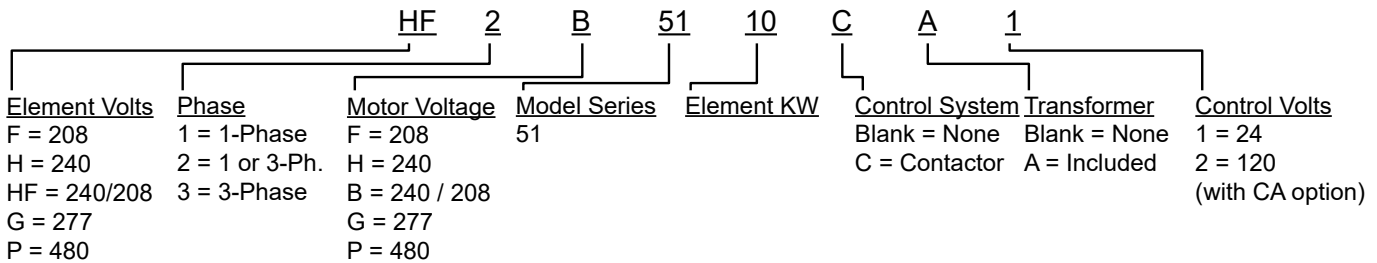 HF 2 B 51 10 C A 1
Element Volts
F = 208
H = 240
HF = 240/208
G = 277
P = 480
Phase
1 = 1-Phase
2 = 1 or 3-Ph.
3 = 3-Phase
Motor Voltage
F = 208
H = 240
B = 240 / 208
G = 277
P = 480
Model Series
51
Element KW
Control System
Blank = None
C = Contactor
Transformer
Blank = None
A = Included
Control Volts
1 = 24
2 = 120
(with CA option)